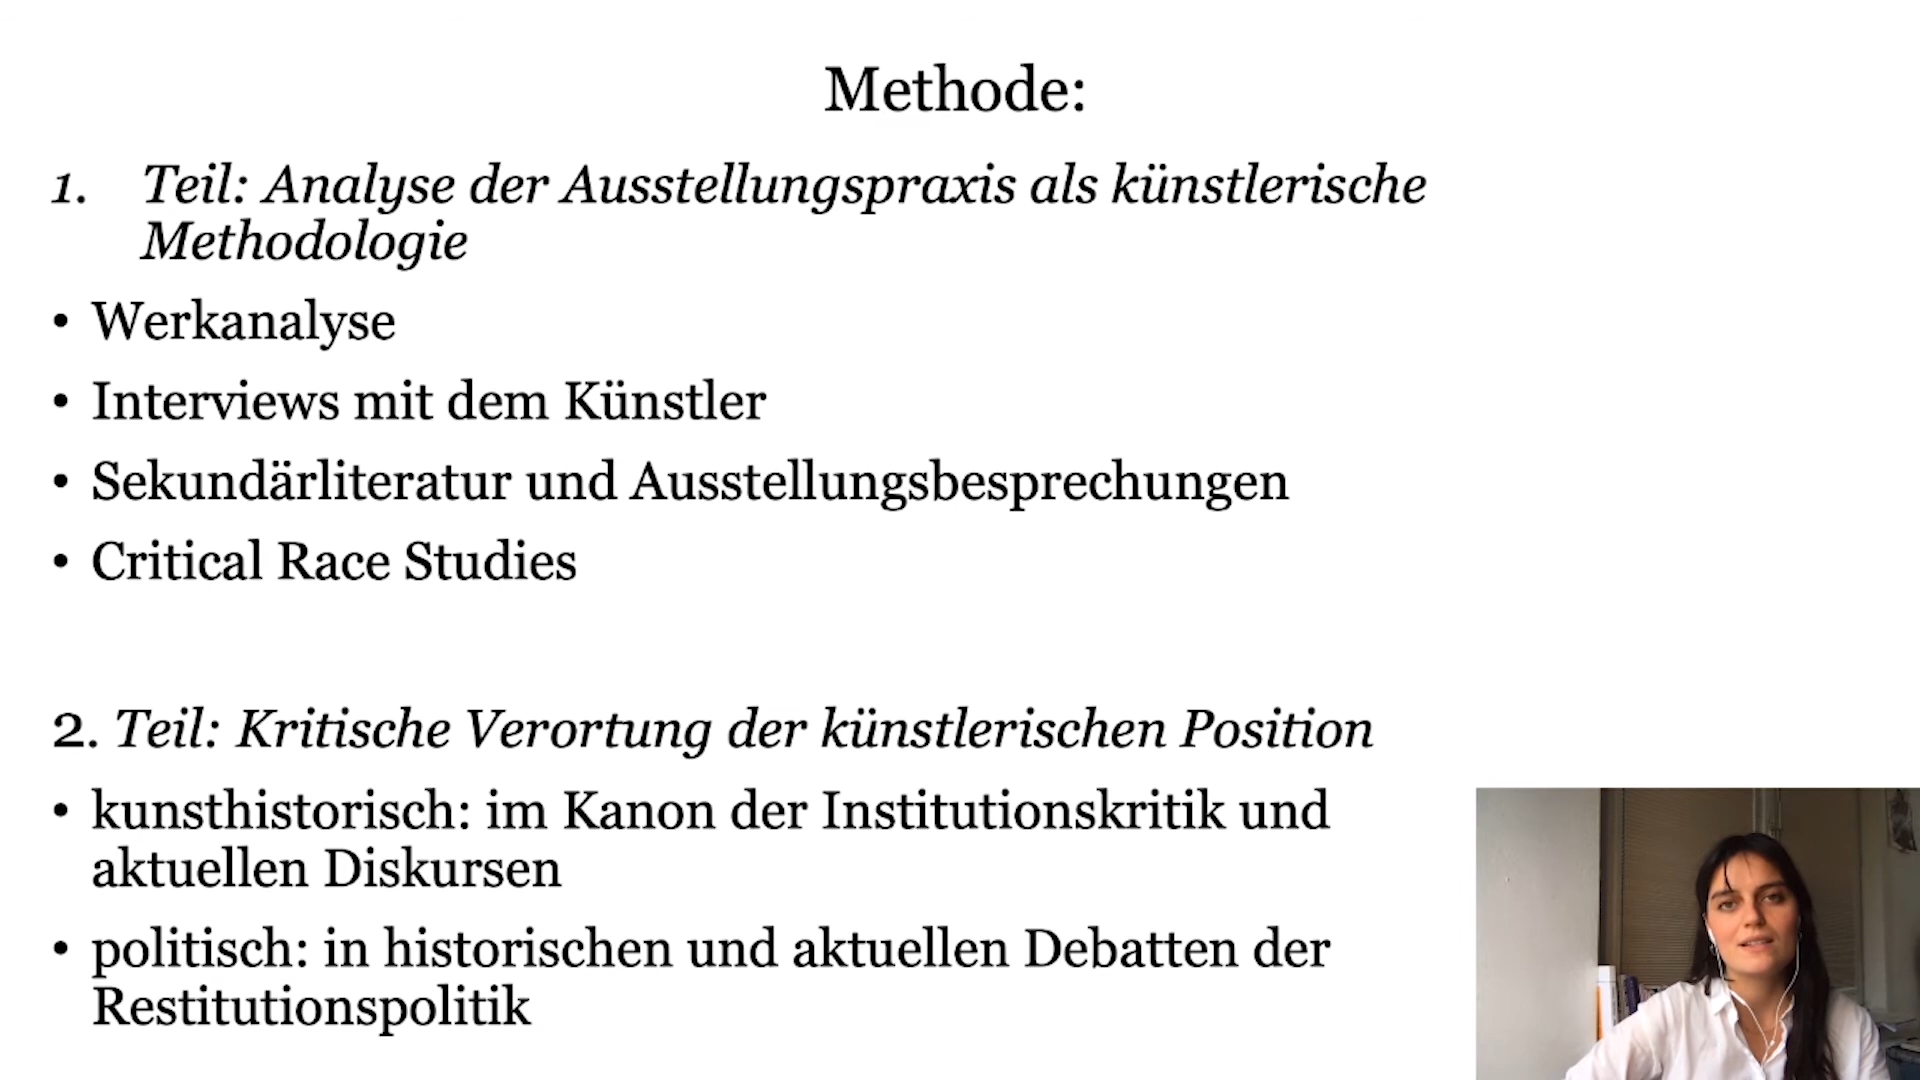 Methode:
1. Teil: Analyse der Ausstellungspraxis als künstlerische
Methodologie
• Werkanalyse
• Interviews mit dem Künstler
• Sekundärliteratur und Ausstellungsbesprechungen
• Critical Race Studies
2. Teil: Kritische Verortung der künstlerischen Position
• kunsthistorisch: im Kanon der Institutionskritik und
aktuellen Diskursen
• politisch: in historischen und aktuellen Debatten der
Restitutionspolitik